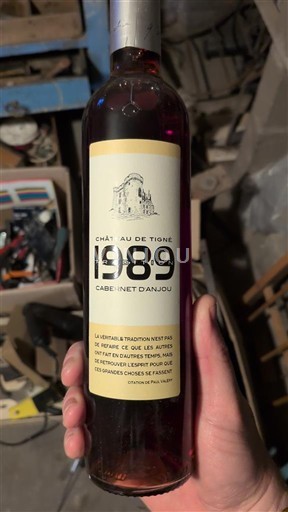 CHÂTEAU DE TIGNÉ
1989
CABERNET D'ANJOU
LA VÉRITABLE TRADITION N'EST PAS
DE REFAIRE CE QUE LES AUTRES
ONT FAIT EN D'AUTRES TEMPS, MAIS
DE RETROUVER L'ESPRIT POUR QUE
CES GRANDES CHOSES SE FASSENT
CITATION DE PAUL VALÉRY